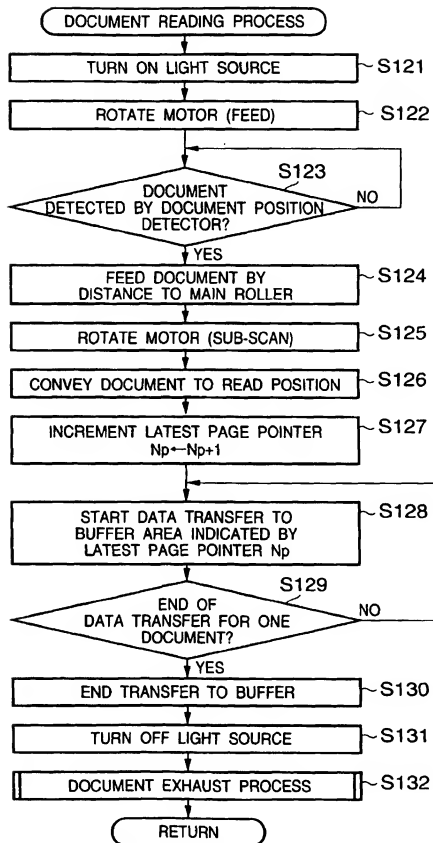 DOCUMENT READING PROCESS
TURN ON LIGHT SOURCE
S121
ROTATE MOTOR (FEED)
S122
S123
DOCUMENT
DETECTED BY DOCUMENT POSITION
DETECTOR?
NO
YES
FEED DOCUMENT BY
DISTANCE TO MAIN ROLLER
S124
ROTATE MOTOR (SUB-SCAN)
S125
CONVEY DOCUMENT TO READ POSITION
S126
INCREMENT LATEST PAGE POINTER
Np←Np+1
S127
START DATA TRANSFER TO
BUFFER AREA INDICATED BY
LATEST PAGE POINTER Np
S128
S129
END OF
DATA TRANSFER FOR ONE
DOCUMENT?
NO
YES
END TRANSFER TO BUFFER
S130
TURN OFF LIGHT SOURCE
S131
DOCUMENT EXHAUST PROCESS
S132
RETURN